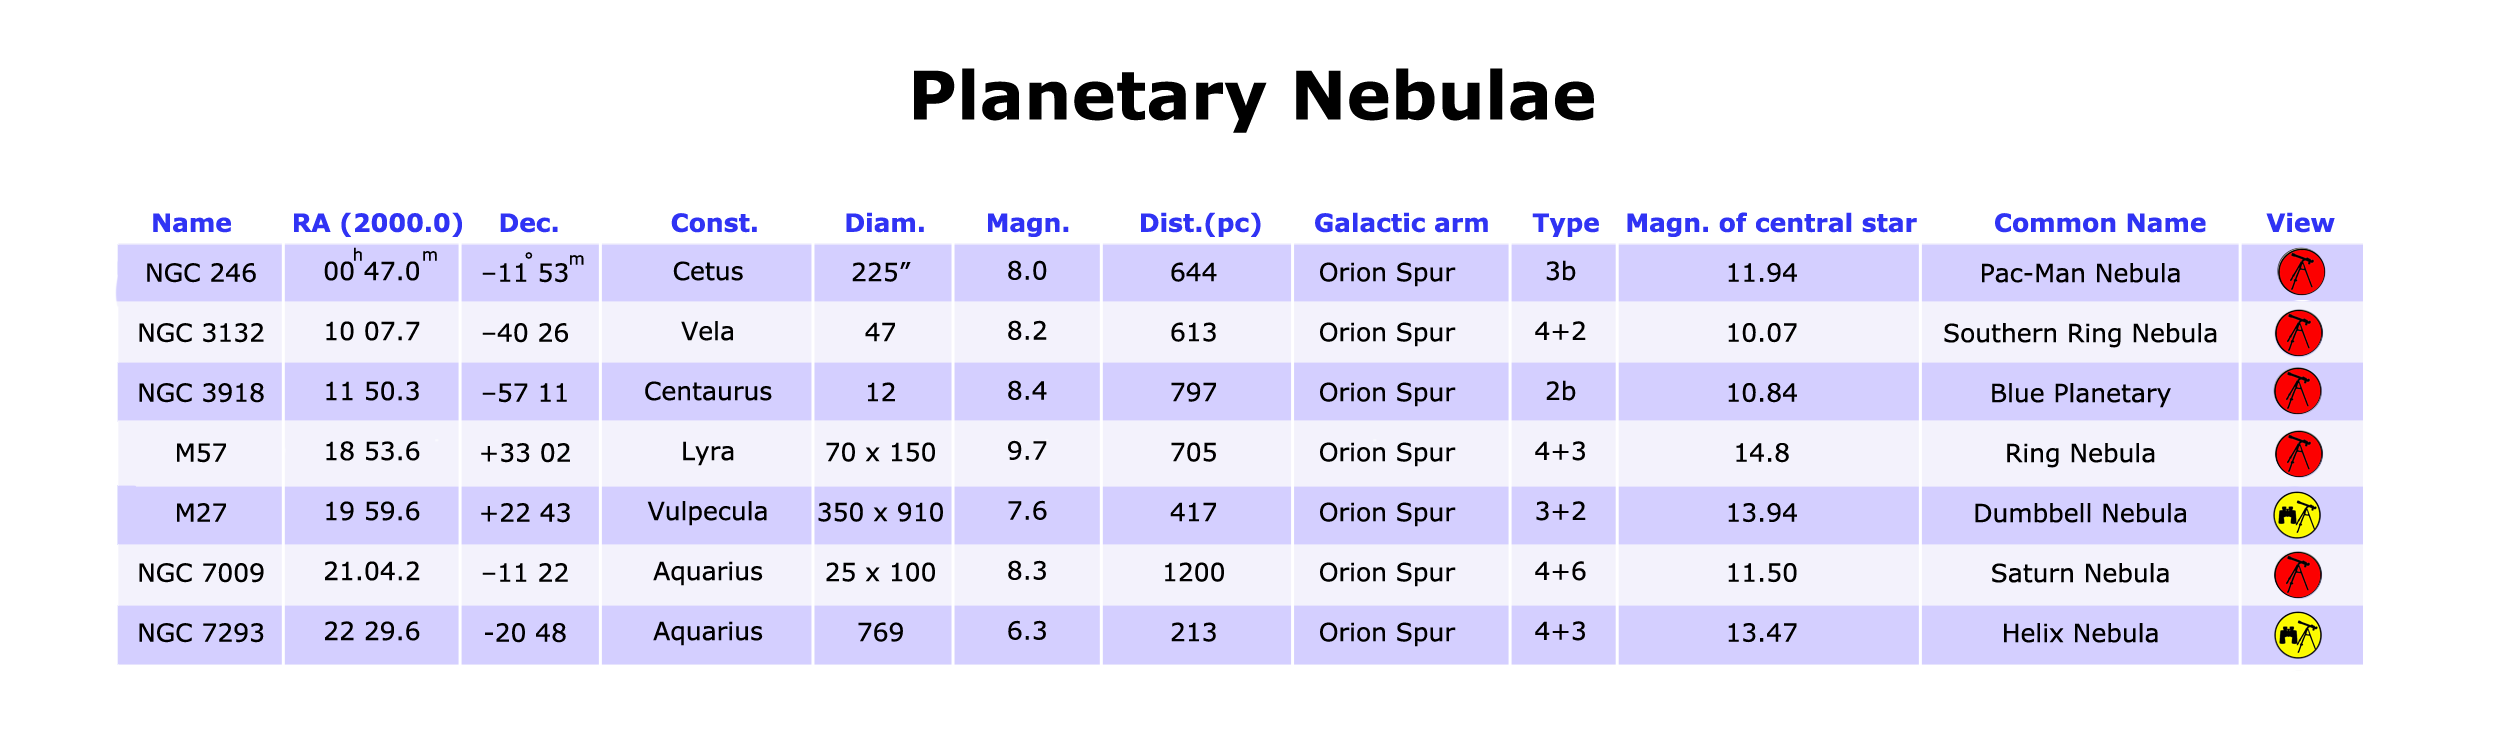 Planetary Nebulae
Name RA (2000.0) Dec. Const. Diam. Magn. Dist.(pc) Galactic arm Type Magn. of central star Common Name View
NGC 246 00h 47.0m –11° 53m Cetus 225″ 8.0 644 Orion Spur 3b 11.94 Pac-Man Nebula
NGC 3132 10 07.7 –40 26 Vela 47 8.2 613 Orion Spur 4+2 10.07 Southern Ring Nebula
NGC 3918 11 50.3 –57 11 Centaurus 12 8.4 797 Orion Spur 2b 10.84 Blue Planetary
M57 18 53.6 +33 02 Lyra 70 x 150 9.7 705 Orion Spur 4+3 14.8 Ring Nebula
M27 19 59.6 +22 43 Vulpecula 350 x 910 7.6 417 Orion Spur 3+2 13.94 Dumbbell Nebula
NGC 7009 21.04.2 –11 22 Aquarius 25 x 100 8.3 1200 Orion Spur 4+6 11.50 Saturn Nebula
NGC 7293 22 29.6 -20 48 Aquarius 769 6.3 213 Orion Spur 4+3 13.47 Helix Nebula